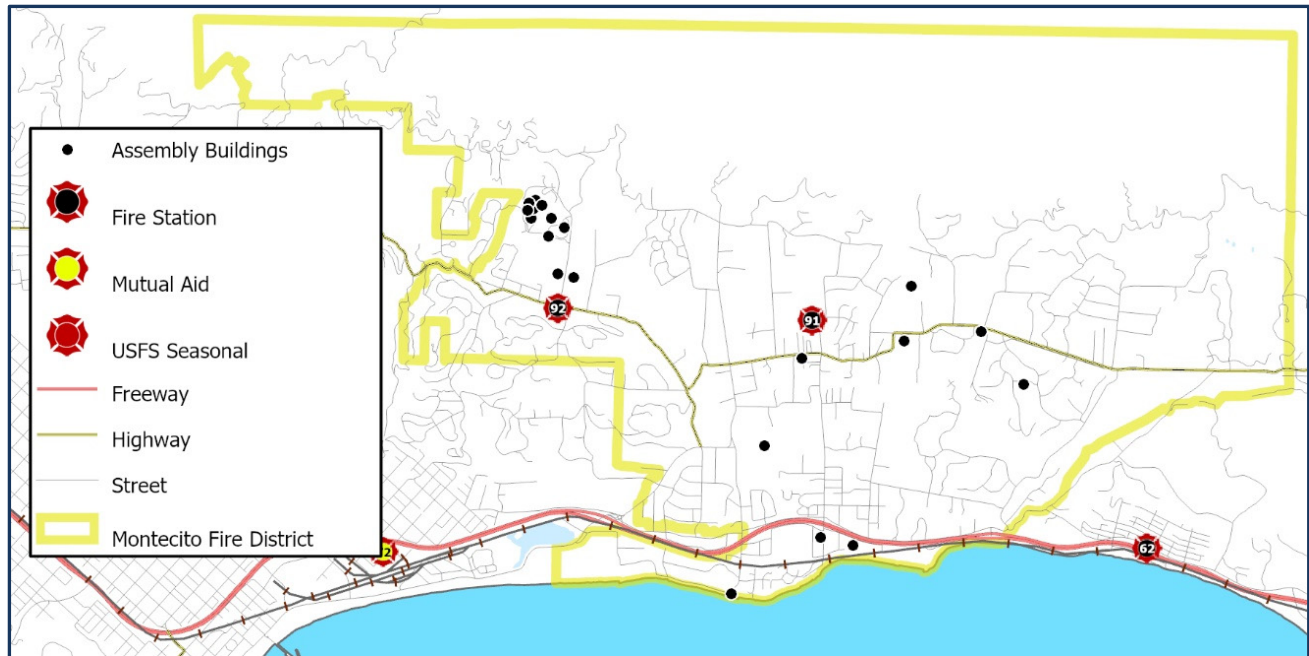 Assembly Buildings
Fire Station
Mutual Aid
USFS Seasonal
Freeway
Highway
Street
Montecito Fire District
92
91
62